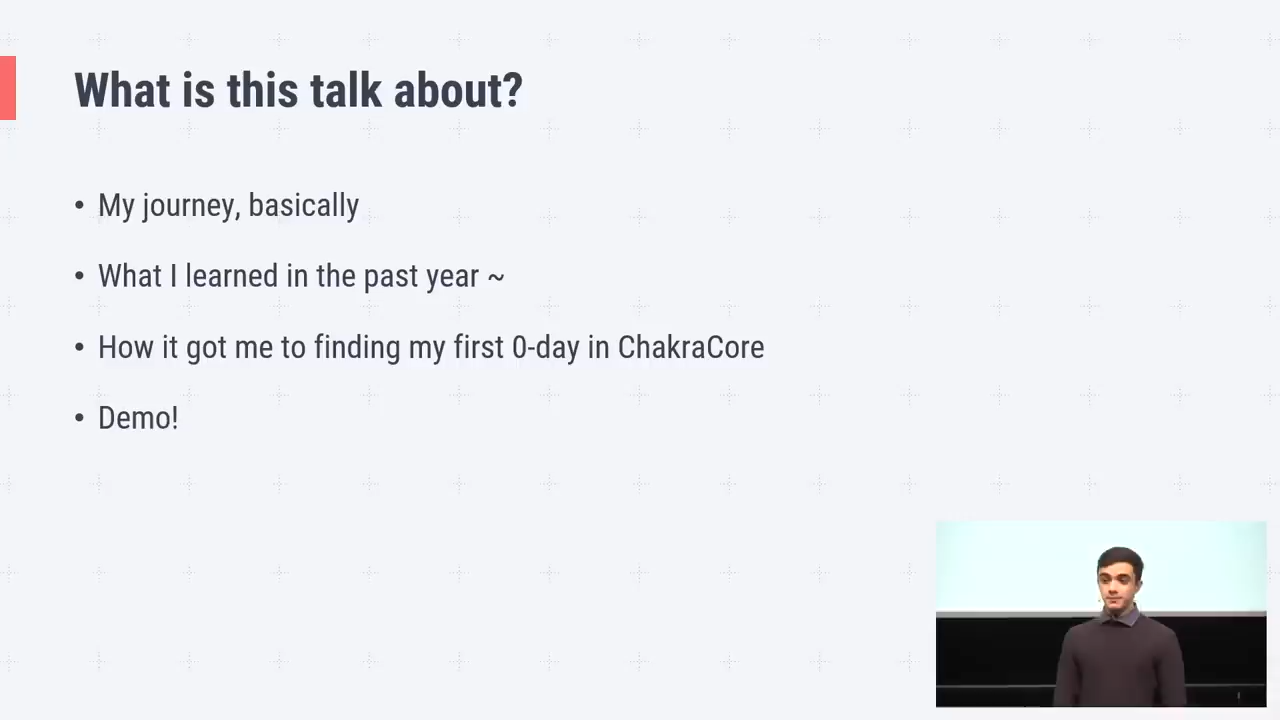 What is this talk about?
• My journey, basically
• What I learned in the past year ~
• How it got me to finding my first 0-day in ChakraCore
• Demo!